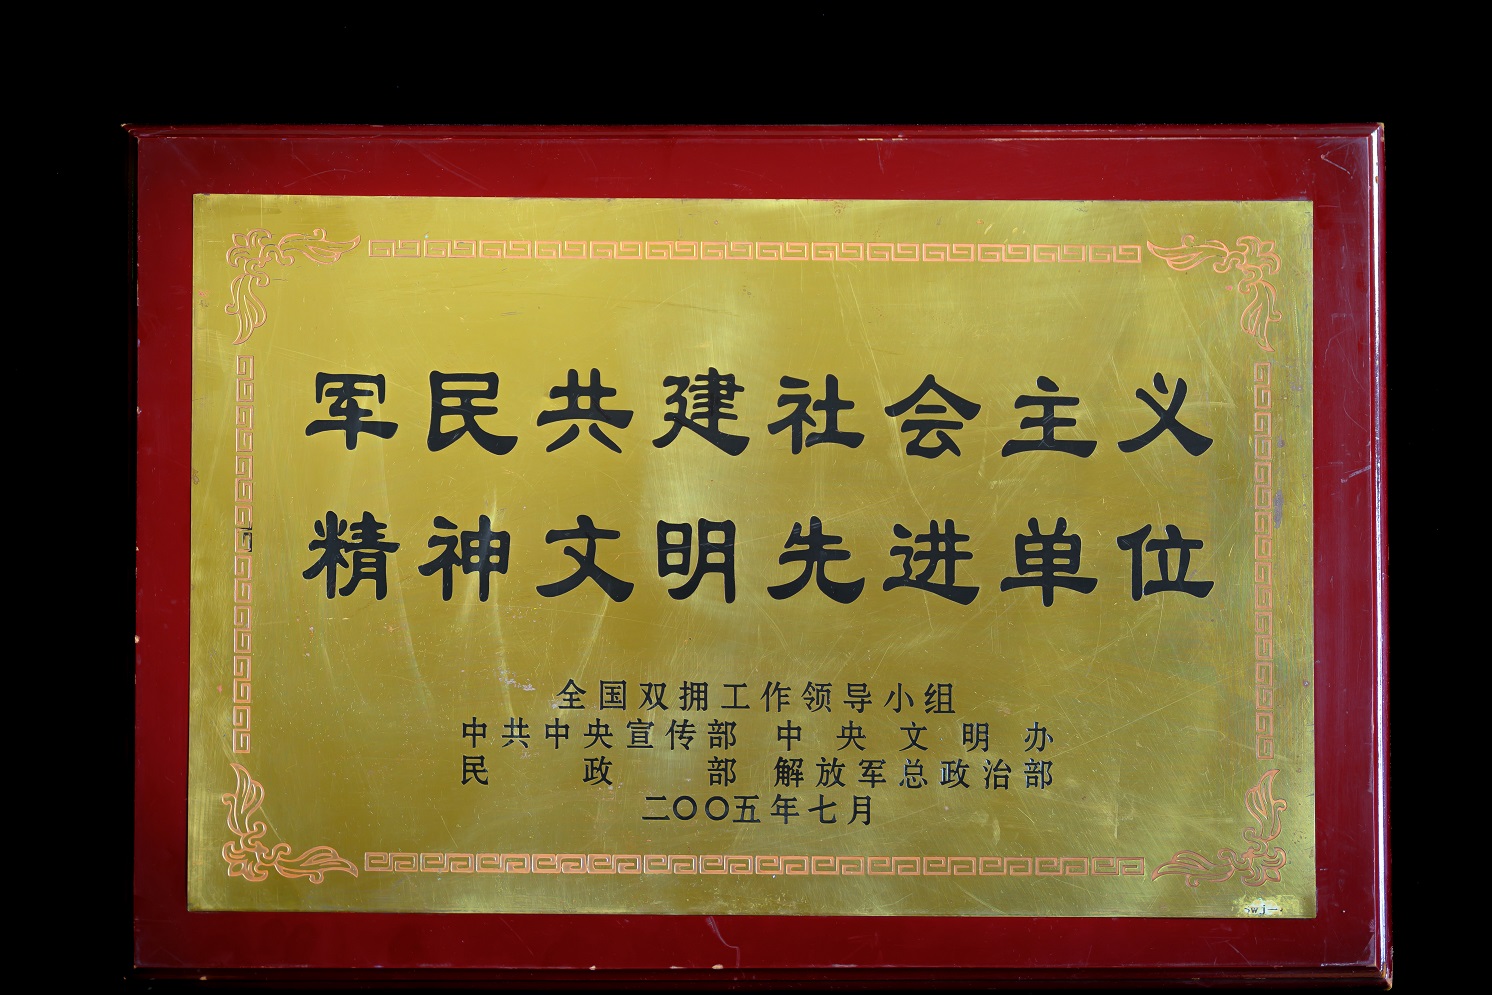 军民共建社会主义
精神文明先进单位
全国双拥工作领导小组
中共中央宣传部 中央文明办
民政部 解放军总政治部
二〇〇五年七月